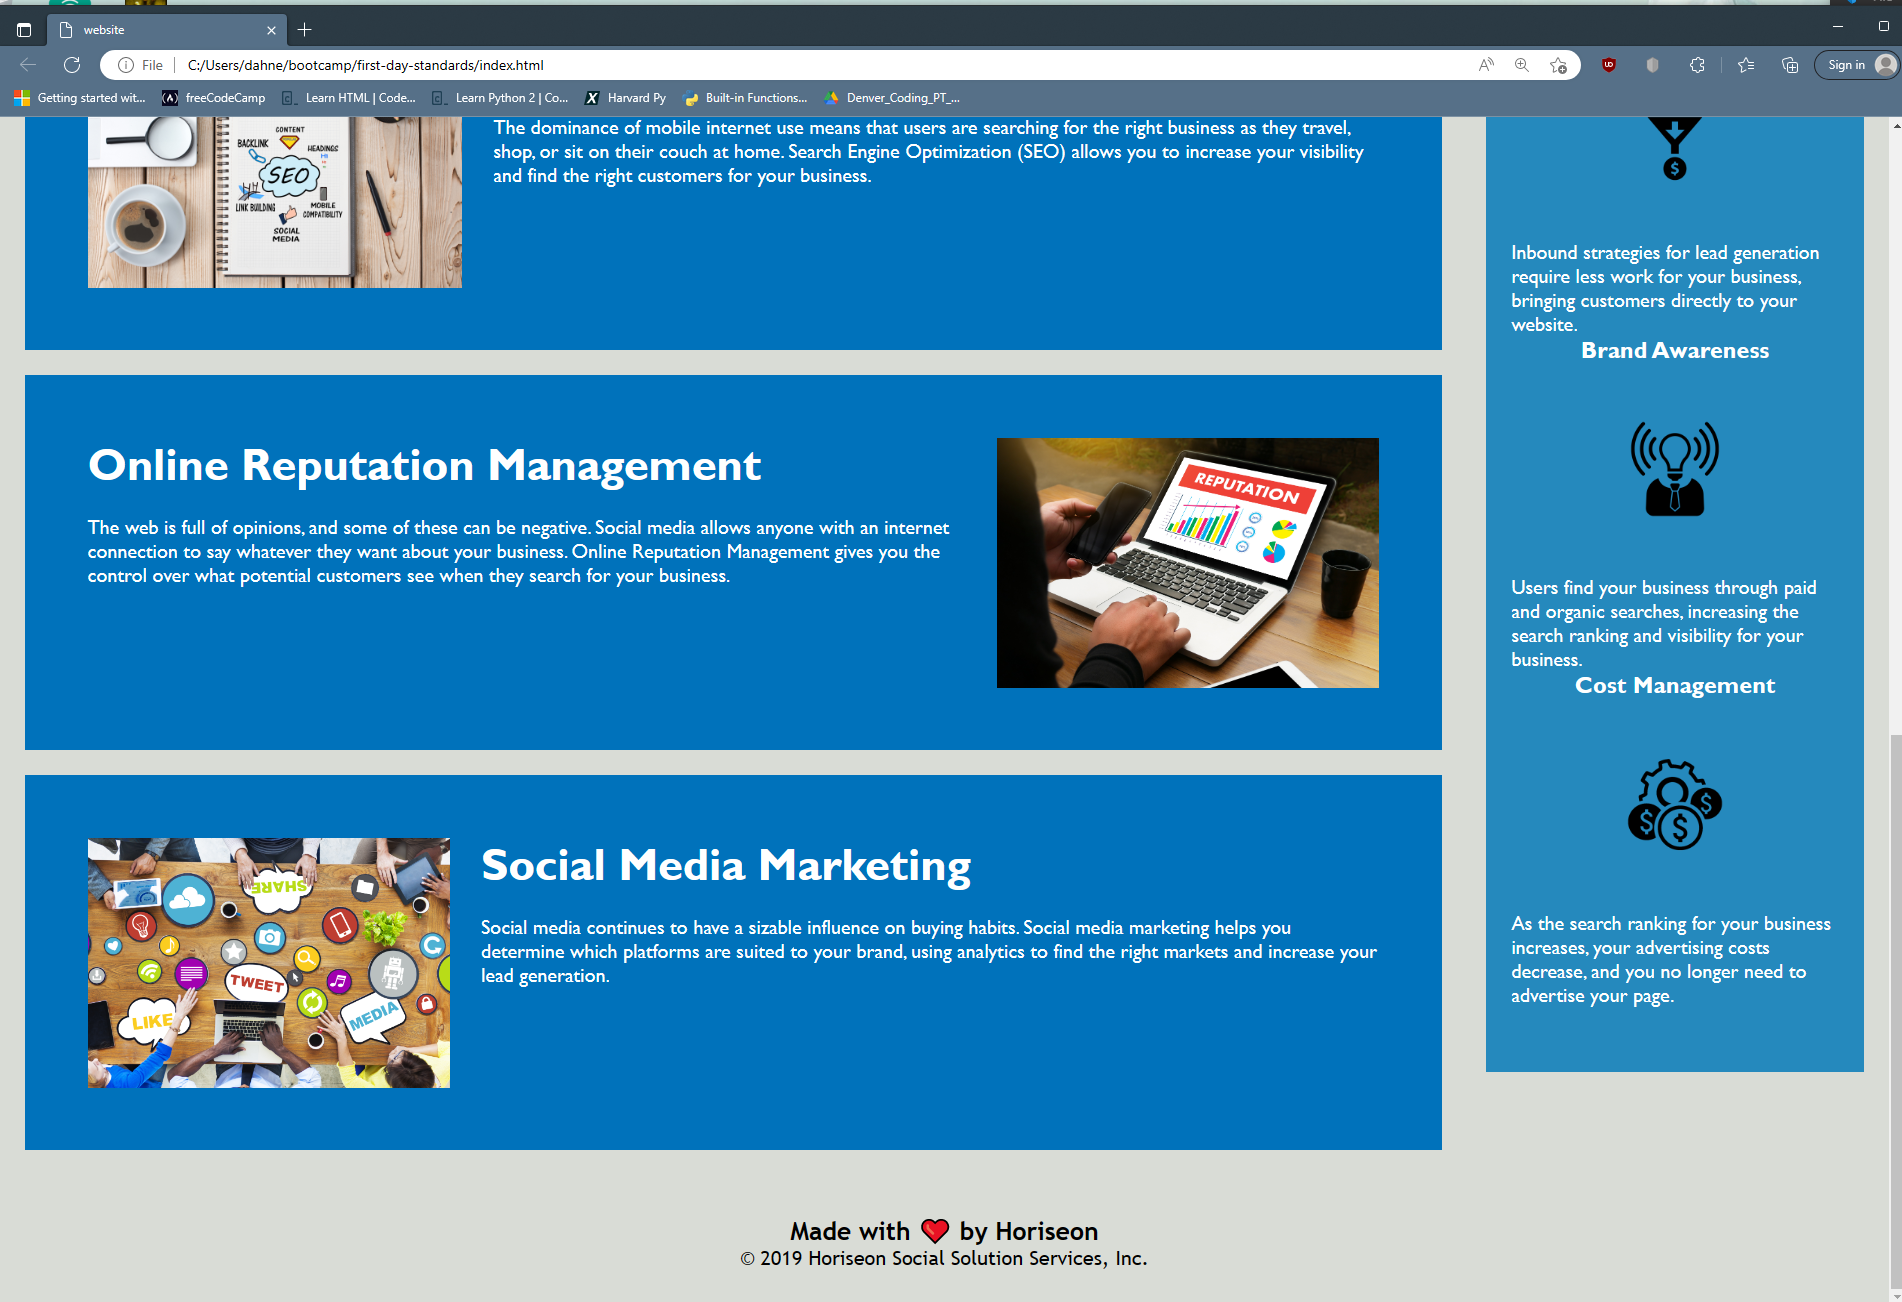 website
File
C:/Users/dahne/bootcamp/first-day-standards/index.html
A
UD
Sign in
Getting started wit...
freeCodeCamp
Learn HTML | Code...
Learn Python 2 | Co...
Harvard Py
Built-in Functions...
Denver_Coding_PT_...
CONTENT
BACKLINK
HEADINGS
SEO
LINK BUILDING
MOBILE
COMPATIBILITY
SOCIAL
MEDIA
The dominance of mobile internet use means that users are searching for the right business as they travel,
shop, or sit on their couch at home. Search Engine Optimization (SEO) allows you to increase your visibility
and find the right customers for your business.
Online Reputation Management
The web is full of opinions, and some of these can be negative. Social media allows anyone with an internet
connection to say whatever they want about your business. Online Reputation Management gives you the
control over what potential customers see when they search for your business.
REPUTATION
SHARE
TWEET
LIKE
MEDIA
Social Media Marketing
Social media continues to have a sizable influence on buying habits. Social media marketing helps you
determine which platforms are suited to your brand, using analytics to find the right markets and increase your
lead generation.
$
Inbound strategies for lead generation
require less work for your business,
bringing customers directly to your
website.
Brand Awareness
Users find your business through paid
and organic searches, increasing the
search ranking and visibility for your
business.
Cost Management
$ $ $
As the search ranking for your business
increases, your advertising costs
decrease, and you no longer need to
advertise your page.
Made with ❤️ by Horiseon
© 2019 Horiseon Social Solution Services, Inc.